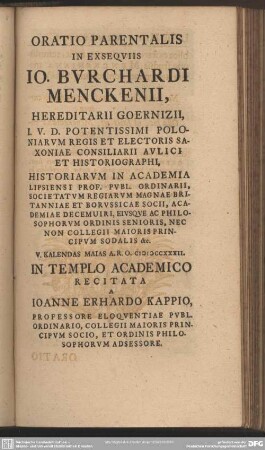 ORATIO PARENTALIS
IN EXSEQVIIS
IO. BVRCHARDI
MENCKENII,
HEREDITARII GOERNIZII,
I. V. D. POTENTISSIMI POLO-
NIARVM REGIS ET ELECTORIS SA-
XONIAE CONSILIARII AVLICI
ET HISTORIOGRAPHI,
HISTORIARVM IN ACADEMIA
LIPSIENSI PROF. PVBL. ORDINARII,
SOCIETATVM REGIARVM MAGNAE BRI-
TANNIAE ET BORVSSICAE SOCII, ACA-
DEMIAE DECEMUIRI, EIVSQVE AC PHILO-
SOPHORVM ORDINIS SENIORIS, NEC
NON COLLEGII MAIORIS PRIN-
CIPVM SODALIS &c.
V. KALENDAS MAIAS A. R. O. CIƆIƆCCXXXII.
IN TEMPLO ACADEMICO
RECITATA
A
IOANNE ERHARDO KAPPIO,
PROFESSORE ELOQVENTIAE PVBL.
ORDINARIO, COLLEGII MAIORIS PRIN-
CIPVM SOCIO, ET ORDINIS PHILO-
SOPHORVM ADSESSORE.